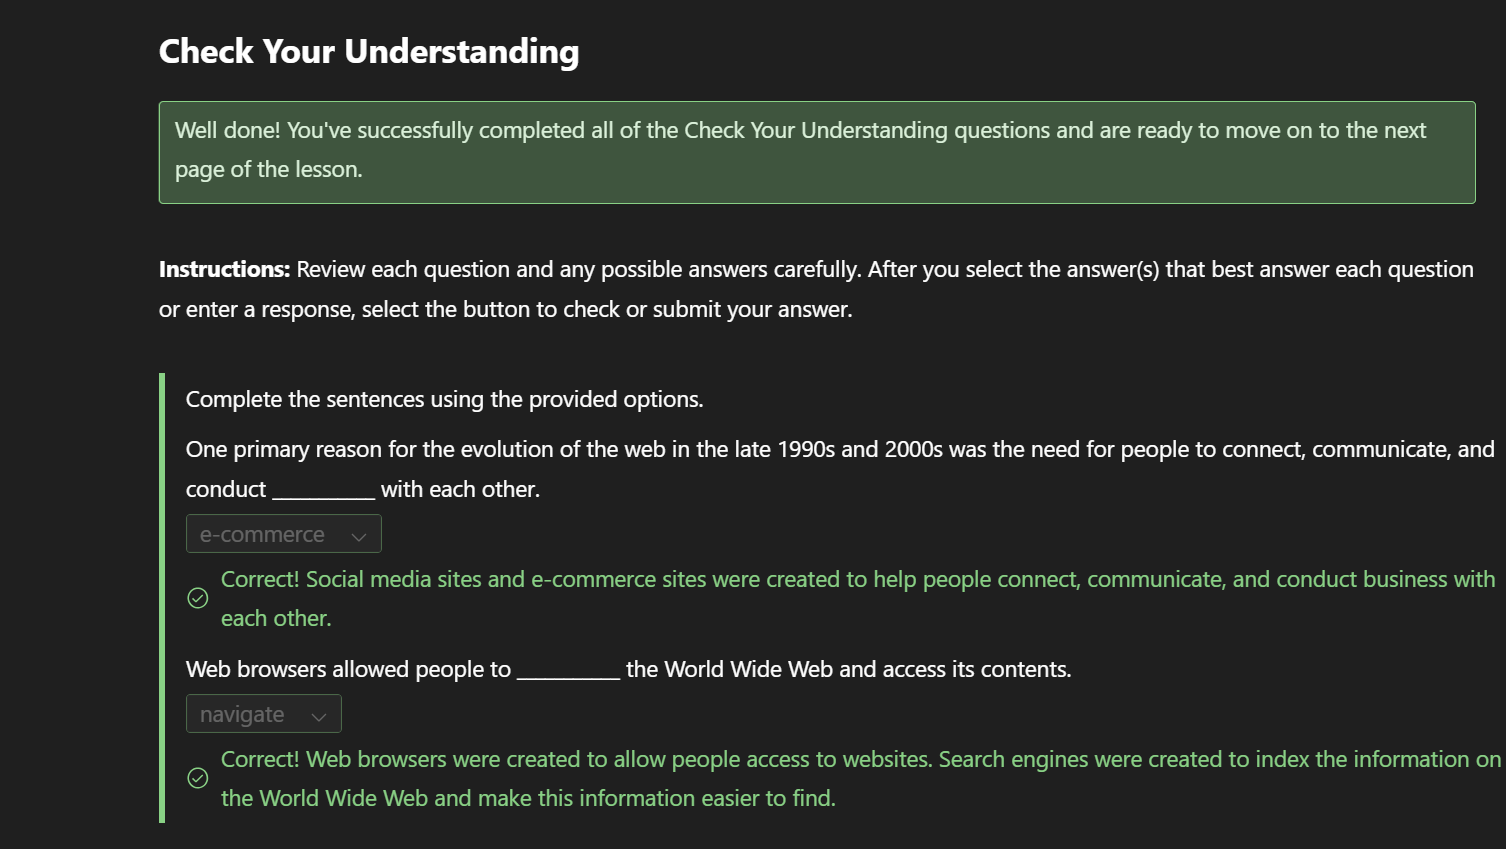 Check Your Understanding
Well done! You've successfully completed all of the Check Your Understanding questions and are ready to move on to the next
page of the lesson.
Instructions: Review each question and any possible answers carefully. After you select the answer(s) that best answer each question
or enter a response, select the button to check or submit your answer.
Complete the sentences using the provided options.
One primary reason for the evolution of the web in the late 1990s and 2000s was the need for people to connect, communicate, and
conduct _________ with each other.
e-commerce
Correct! Social media sites and e-commerce sites were created to help people connect, communicate, and conduct business with
each other.
Web browsers allowed people to _________ the World Wide Web and access its contents.
navigate
Correct! Web browsers were created to allow people access to websites. Search engines were created to index the information on
the World Wide Web and make this information easier to find.